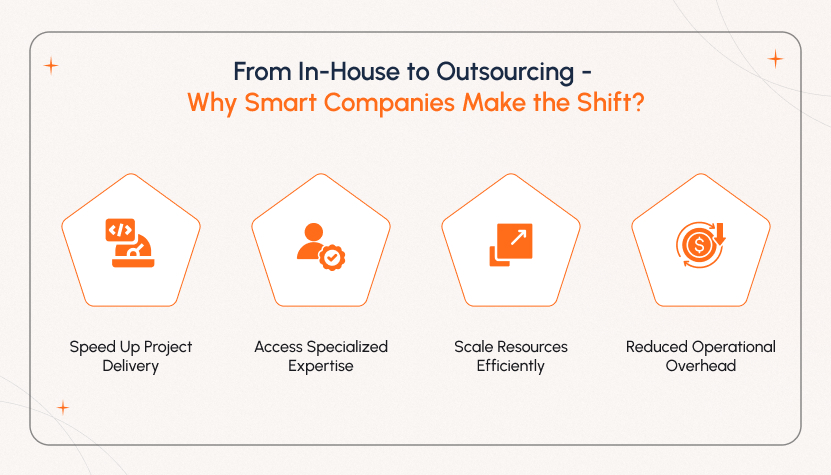 From In-House to Outsourcing -
Why Smart Companies Make the Shift?
</>
$
Speed Up Project
Delivery
Access Specialized
Expertise
Scale Resources
Efficiently
Reduced Operational
Overhead